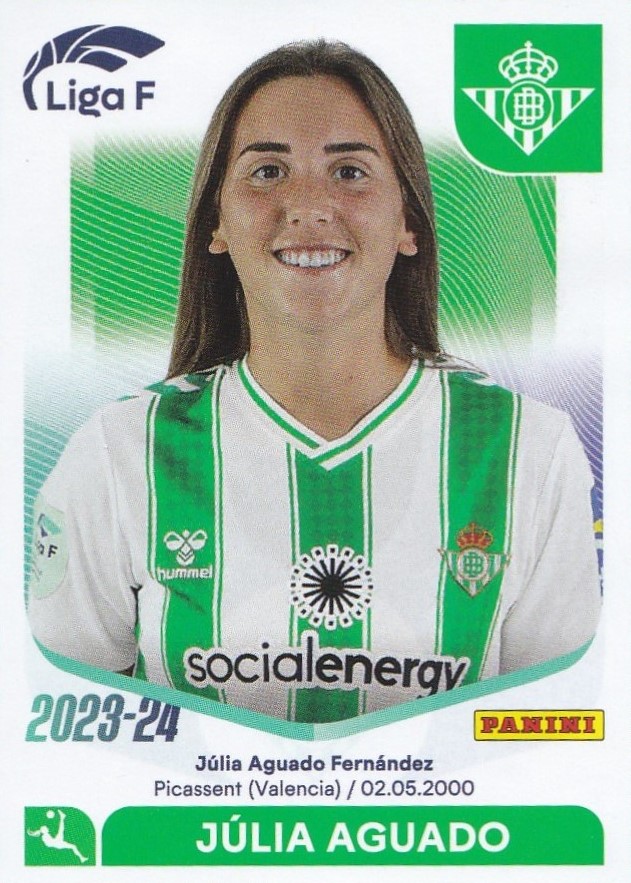 Liga F
hummel
a F
socialenergy
2023-24
PANINI
Júlia Aguado Fernández
Picassent (Valencia) / 02.05.2000
JÚLIA AGUADO